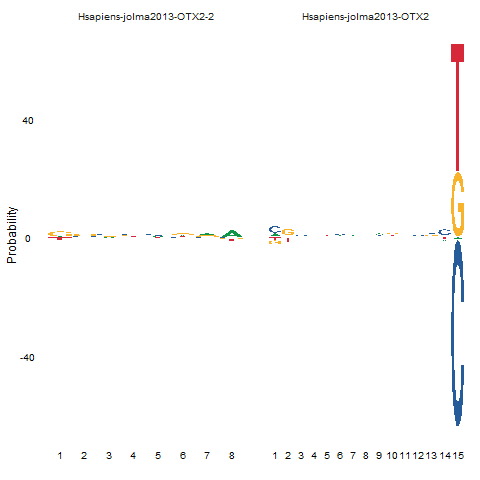 Hsapiens-jolma2013-OTX2-2 Hsapiens-jolma2013-OTX2
Probability
40
0
-40
T
G
C
1 2 3 4 5 6 7 8 1 2 3 4 5 6 7 8 9 10 11 12 13 14 15